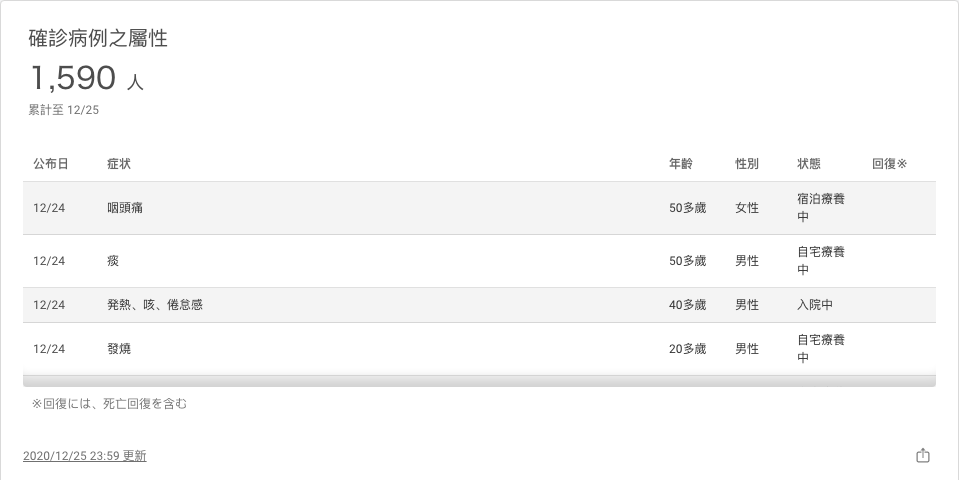 確診病例之屬性
1,590 人
累計至 12/25
公布日 症状 年齡 性別 状態 回復※
12/24 咽頭痛 50多歲 女性 宿泊療養
中
12/24 痰 50多歲 男性 自宅療養
中
12/24 発熱、咳、倦怠感 40多歲 男性 入院中
12/24 發燒 20多歲 男性 自宅療養
中
※回復には、死亡回復を含む
2020/12/25 23:59 更新